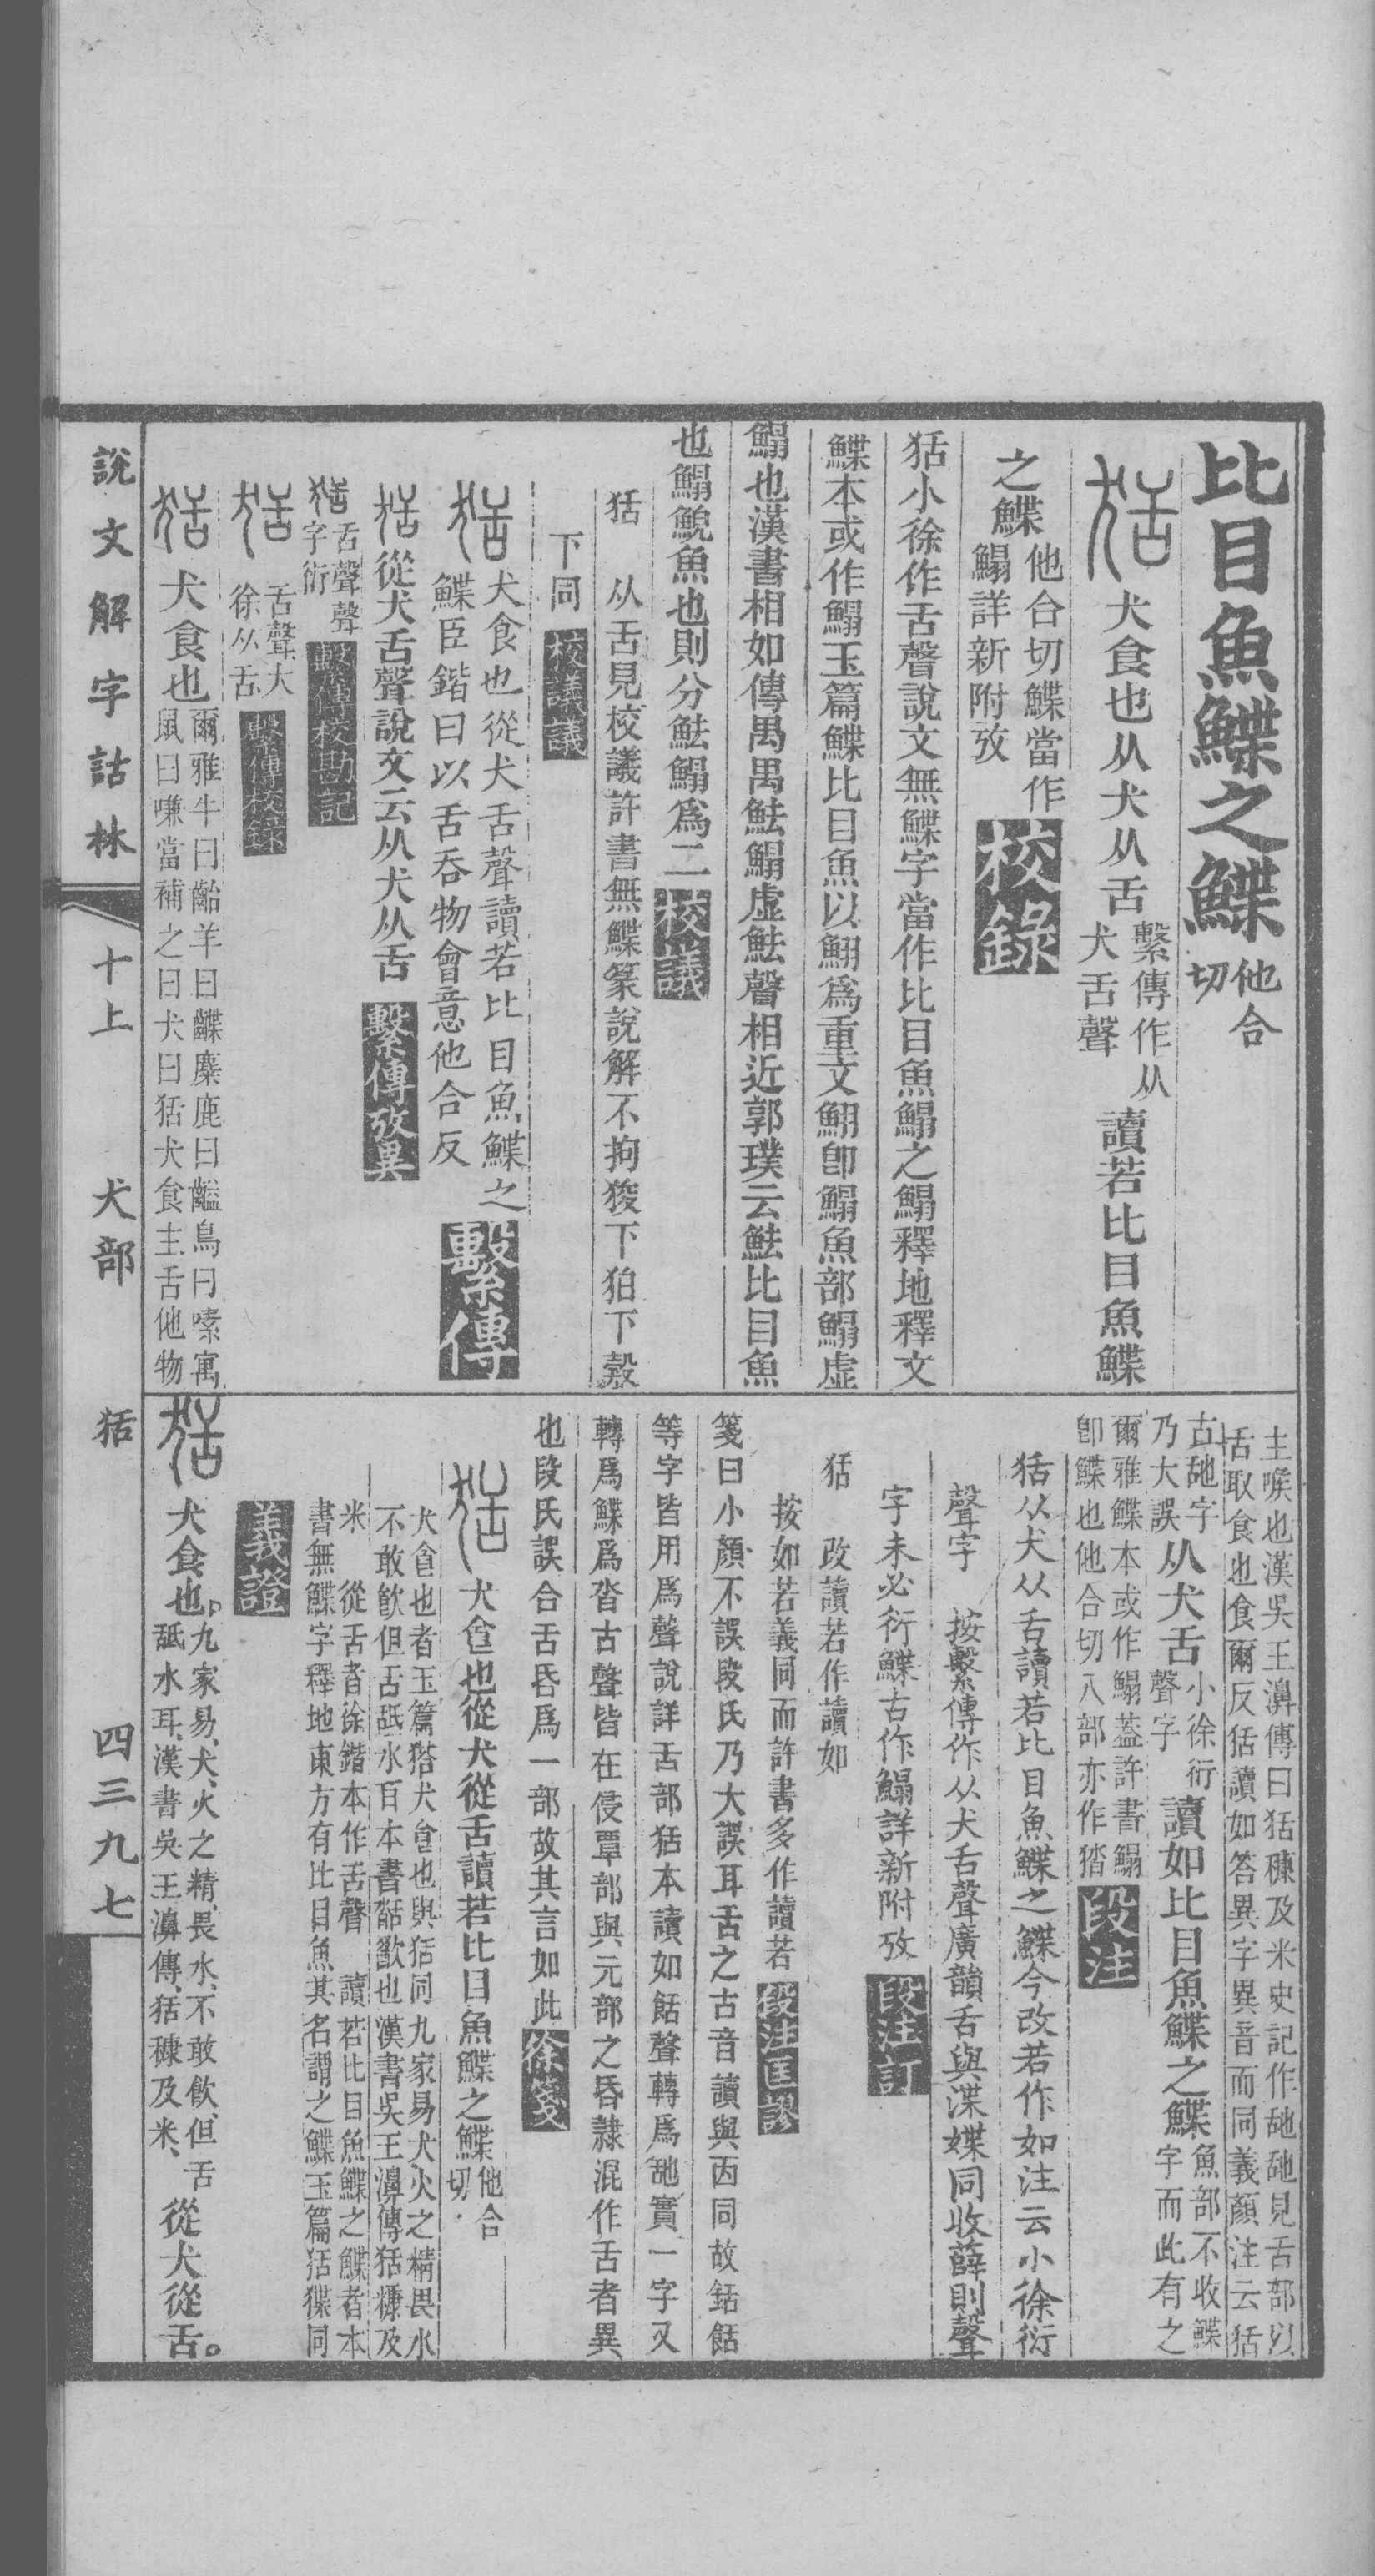 比目魚鰈之鰈他合
切
犬食也从犬从舌繫傳作从
犬舌聲讀若比目魚鰈
之鰈他合切鰈當作
鰨詳新附攷校錄
狧小徐作舌聲說文無鰈字當作比目魚鰨之鰨釋地釋文
鰈本或作鰨玉篇鰈比目魚以𩺷爲重文𩺷卽鰨魚部鰨虛
鰨也漢書相如傳禺禺魼鰨虛魼聲相近郭璞云魼比目魚
也鰨鯢魚也則分魼鰨爲二校議
狧 从舌見校議許書無鰈篆說解不拘狻下狛下㺉
下同校議議
犬食也從犬舌聲讀若比目魚鰈之
鰈臣鍇曰以舌吞物會意他合反繫傳
從犬舌聲說文云从犬从舌繫傳攷異
舌聲聲
字衍繫傳校勘記
舌聲大
徐从舌繫傳校錄
犬食也爾雅牛曰齝羊曰齥麋鹿曰齸鳥曰嗉寓
鼠曰嗛當補之曰犬曰狧犬食主舌他物
主喉也漢吳王濞傳曰狧穅及米史記作䑛䑛見舌部以
舌取食也食爾反狧讀如答異字異音而同義顏注云狧
古䑛字
乃大誤从犬舌小徐衍
聲字讀如比目魚鰈之鰈魚部不收鰈
字而此有之
爾雅鰈本或作鰨蓋許書鰨
卽鰈也他合切八部亦作㹺段注
狧从犬从舌讀若比目魚鰈之鰈今改若作如注云小徐衍
聲字 按繫傳作从犬舌聲廣韻舌與渫媟同收薛則聲
字未必衍鰈古作鰨詳新附攷段注訂
狧 改讀若作讀如
按如若義同而許書多作讀若段注匡謬
箋曰小顏不誤段氏乃大誤耳舌之古音讀與㐁同故銛餂
等字皆用爲聲說詳舌部狧本讀如餂聲轉爲䑛實一字又
轉爲鰈爲沓古聲皆在侵覃部與元部之𠯑隸混作舌者異
也段氏誤合舌𠯑爲一部故其言如此徐箋
犬食也從犬從舌讀若比目魚鰈之鰈他合
切
犬食也者玉篇㹺犬食也與狧同九家易犬火之精畏水
不敢飲但舌舐水百本書䑜歠也漢書吳王濞傳狧穅及
米 從舌者徐鍇本作舌聲 讀若比目魚鰈之鰈者本
書無鰈字釋地東方有比目魚其名謂之鰈玉篇狧㹺同
義證
犬食也。九家易、犬、火之精、畏水、不敢飲、但舌
舐水耳、漢書吳王濞傳、狧穅及米、從犬從舌。
說文解字詁林 十上 犬部 狧 四三九七